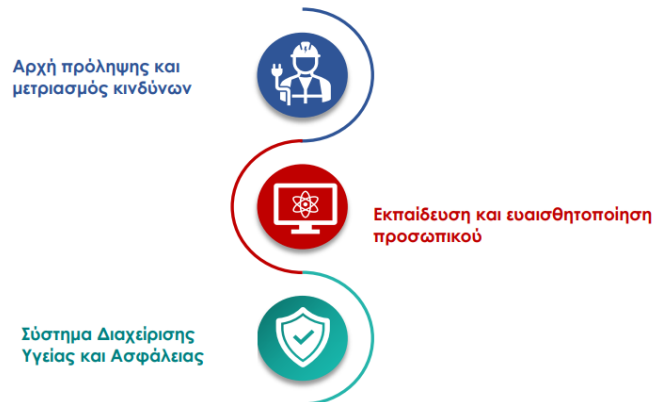 Αρχή πρόληψης και
μετριασμός κινδύνων
Εκπαίδευση και ευαισθητοποίηση
προσωπικού
Σύστημα Διαχείρισης
Υγείας και Ασφάλειας